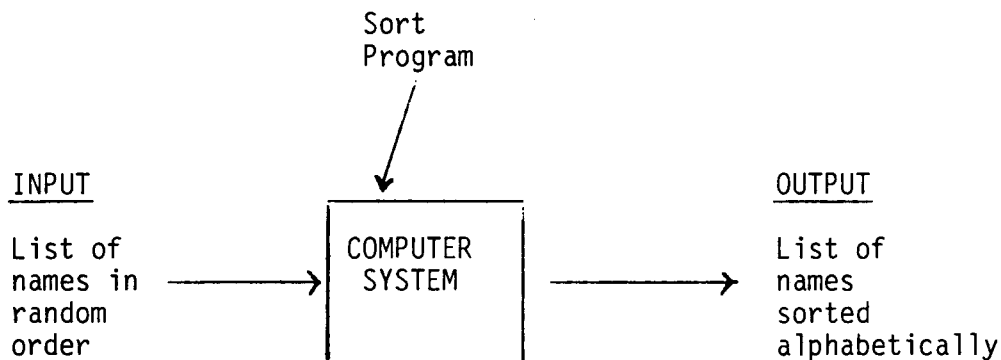 Sort
Program
INPUT
List of
names in
random
order
COMPUTER
SYSTEM
OUTPUT
List of
names
sorted
alphabetically